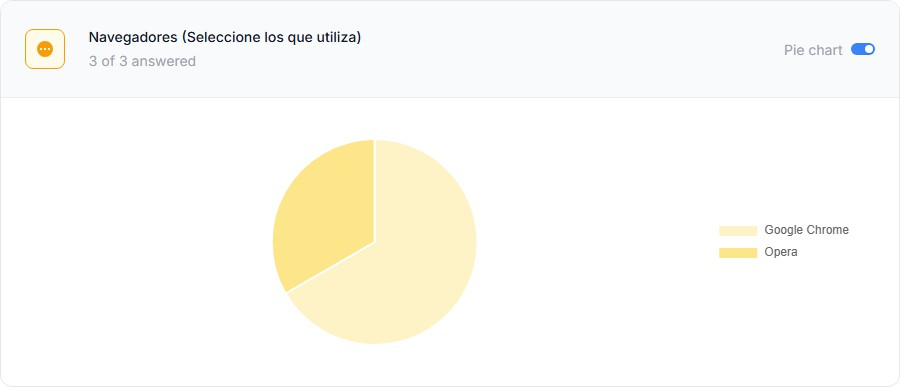 Navegadores (Seleccione los que utiliza)
3 of 3 answered
Pie chart
Google Chrome
Opera